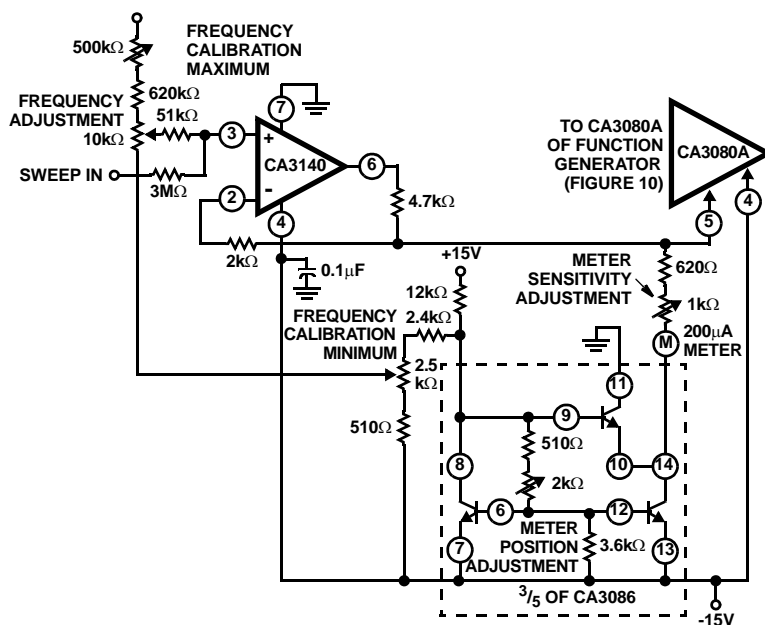 500kΩ
FREQUENCY
CALIBRATION
MAXIMUM
620kΩ
FREQUENCY
ADJUSTMENT
10kΩ
51kΩ
SWEEP IN
3MΩ
3
2
7
+
-
CA3140
4
6
4.7kΩ
2kΩ
0.1μF
TO CA3080A
OF FUNCTION
GENERATOR
(FIGURE 10)
CA3080A
5
4
+15V
12kΩ
2.4kΩ
FREQUENCY
CALIBRATION
MINIMUM
2.5
kΩ
510Ω
METER
SENSITIVITY
ADJUSTMENT
620Ω
1kΩ
M
200μA
METER
11
9
10
14
8
510Ω
2kΩ
6
12
7
METER
POSITION
ADJUSTMENT
3.6kΩ
13
3/5 OF CA3086
-15V